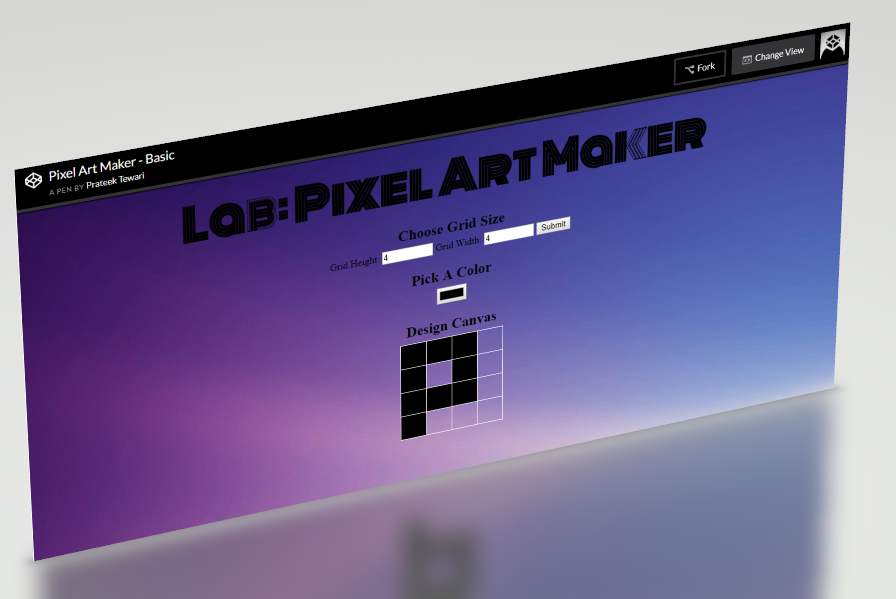 Fork
Change View
Pixel Art Maker - Basic
A PEN BY Prateek Tewari
Lab: Pixel Art Maker
Choose Grid Size
Grid Height: 4 Grid Width: 4 Submit
Pick A Color
Design Canvas